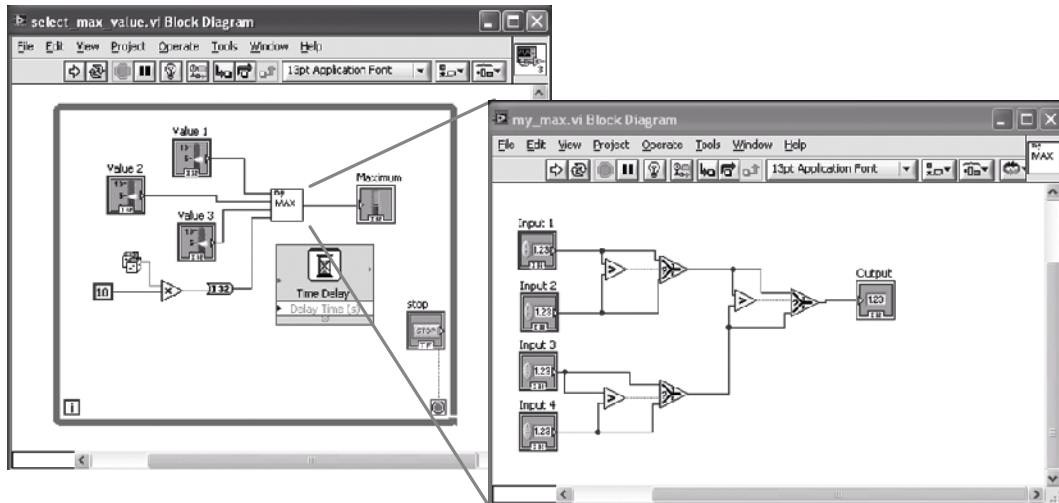 select_max_value.vi Block Diagram
File Edit View Project Operate Tools Window Help
13pt Application Font
3
Value 1
Value 2
my
MAX
Maximum
Value 3
10
I32
Time Delay
Delay Time (s)
stop
STOP
TF
i
my_max.vi Block Diagram
File Edit View Project Operate Tools Window Help
my
MAX
13pt Application Font
Input 1
1.23
Input 2
1.23
Input 3
1.23
Input 4
1.23
Output
1.23